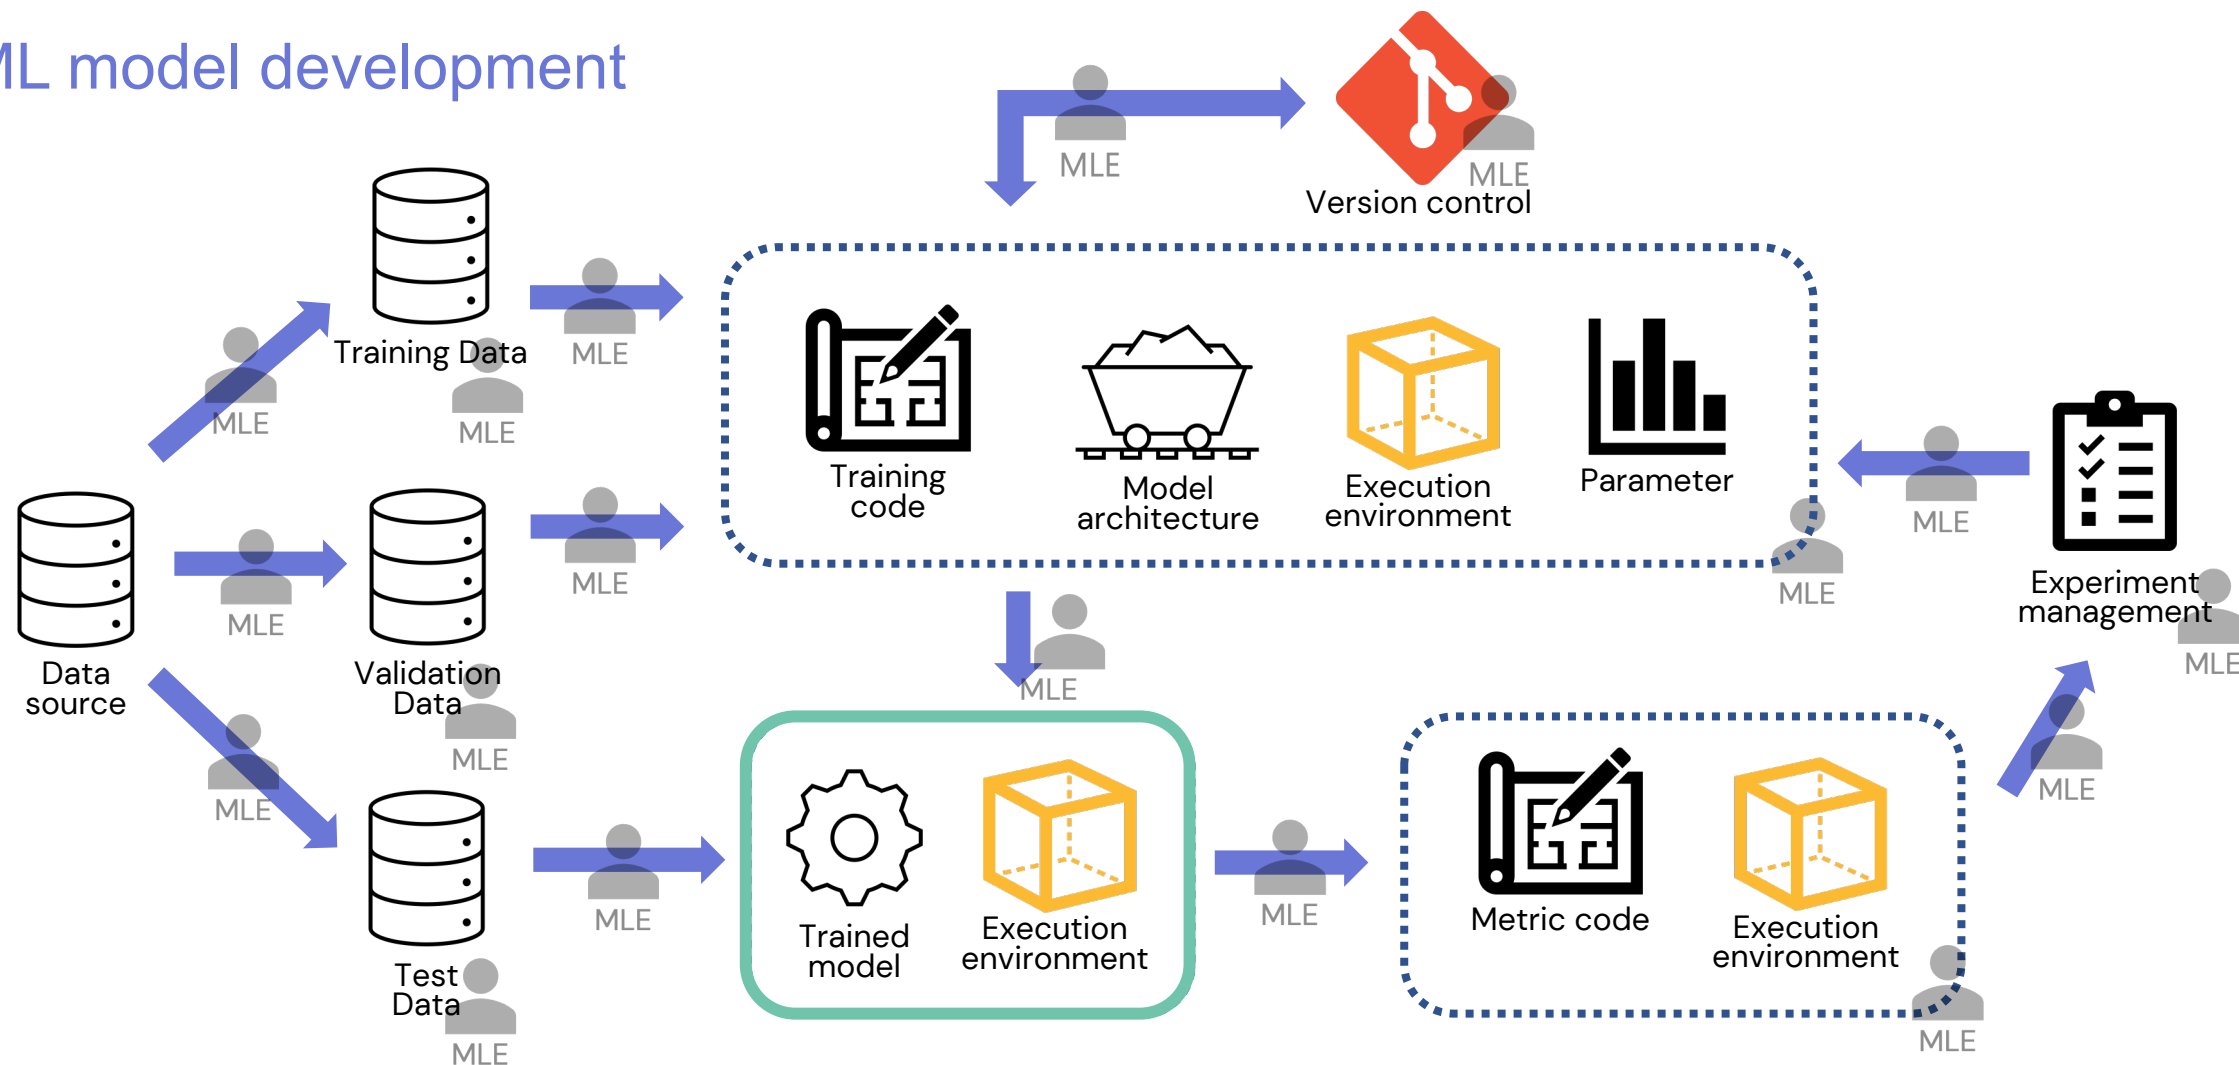 ML model development
MLE
MLE
Version control
Training Data
MLE
MLE
MLE
Training
code
Model
architecture
Execution
environment
Parameter
MLE
MLE
Experiment
management
MLE
Data
source
MLE
Validation
Data
MLE
MLE
MLE
MLE
MLE
Test
Data
MLE
MLE
Trained
model
Execution
environment
MLE
Metric code
Execution
environment
MLE
MLE